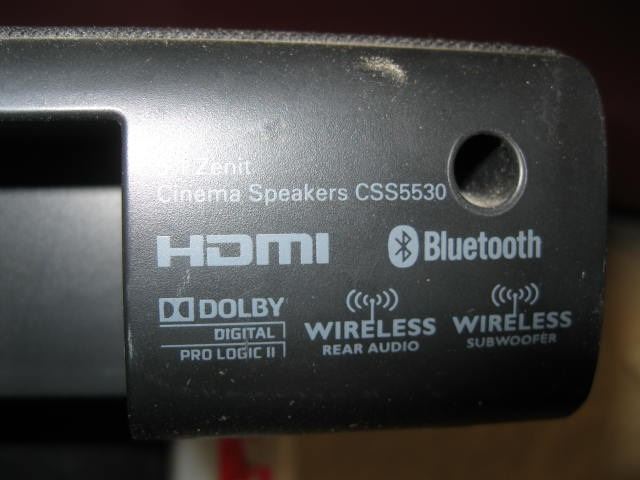 Zenit
Cinema Speakers CSS5530
HDMI
Bluetooth
DOLBY
DIGITAL
PRO LOGIC II
WIRELESS
REAR AUDIO
WIRELESS
SUBWOOFER